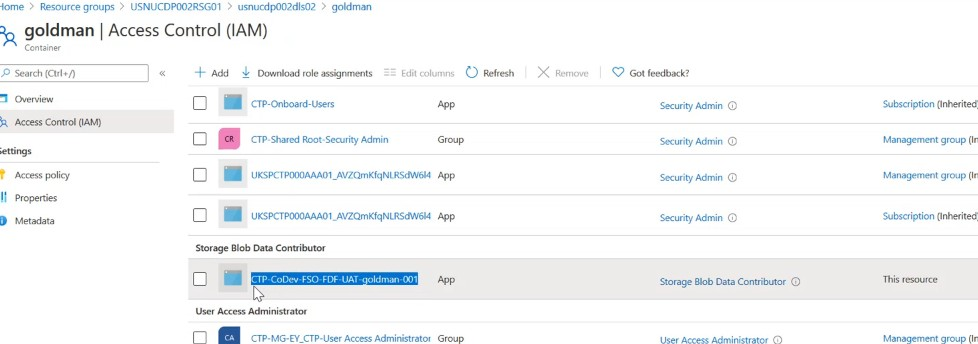 Home > Resource groups > USNUCDP002RSG01 > usnucdp002dls02 > goldman
goldman | Access Control (IAM)
Container
Search (Ctrl+/) «
Add Download role assignments Edit columns Refresh Remove Got feedback?
Overview
Access Control (IAM)
Settings
Access policy
Properties
Metadata
CTP-Onboard-Users App Security Admin Subscription (Inherited)
CR CTP-Shared Root-Security Admin Group Security Admin Management group (In
UKSPCTP000AAA01_AVZQmKfqNLRSdW6l4 App Security Admin Management group (In
UKSPCTP000AAA01_AVZQmKfqNLRSdW6l4 App Security Admin Subscription (Inherited)
Storage Blob Data Contributor
CTP-CoDev-FSO-FDF-UAT-goldman-001 App Storage Blob Data Contributor This resource
User Access Administrator
CA CTP-MG-EY_CTP-User Access Administrator Group User Access Administrator Management group (In